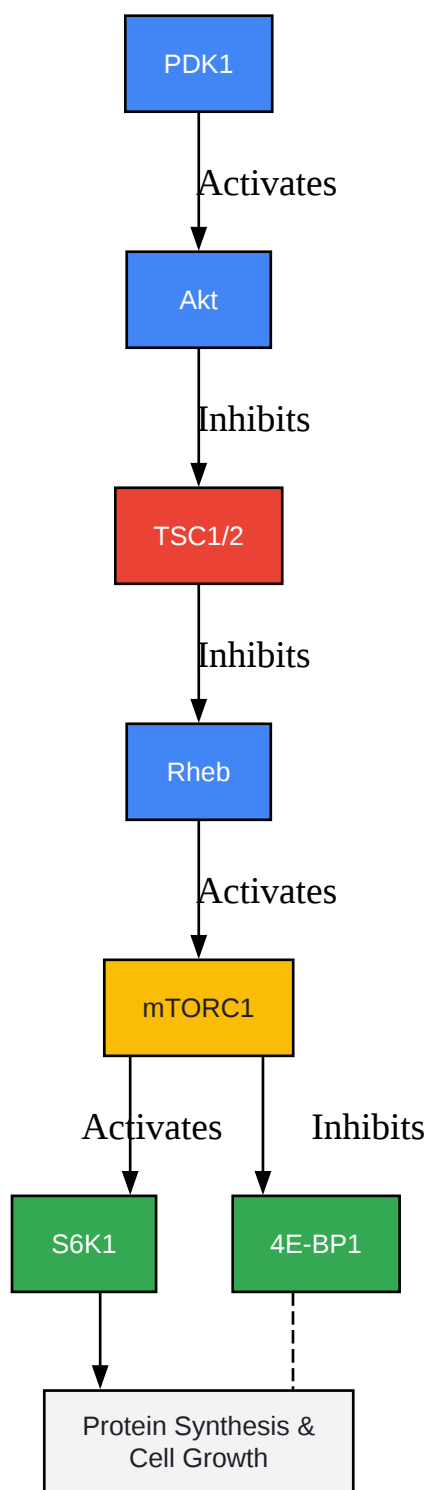 PDK1
Activates
Akt
Inhibits
TSC1/2
Inhibits
Rheb
Activates
mTORC1
Activates
Inhibits
S6K1
4E-BP1
Protein Synthesis &
Cell Growth